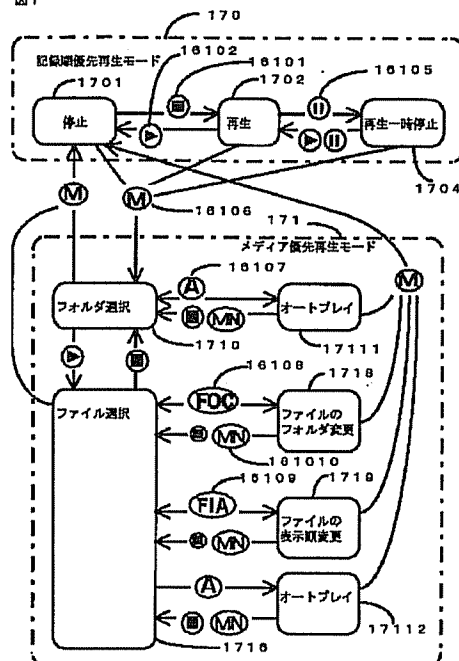 図1
170
16102
16101
記録順優先再生モード
1701
1702
16105
停止
再生
再生一時停止
1704
M
M
16106
171
メディア優先再生モード
M
16107
A
フォルダ選択
オートプレイ
MN
1710
17111
16108
1718
ファイル選択
FOC
ファイルの
フォルダ変更
MN
161010
16109
1719
FIA
ファイルの
表示順変更
MN
A
オートプレイ
MN
1716
17112